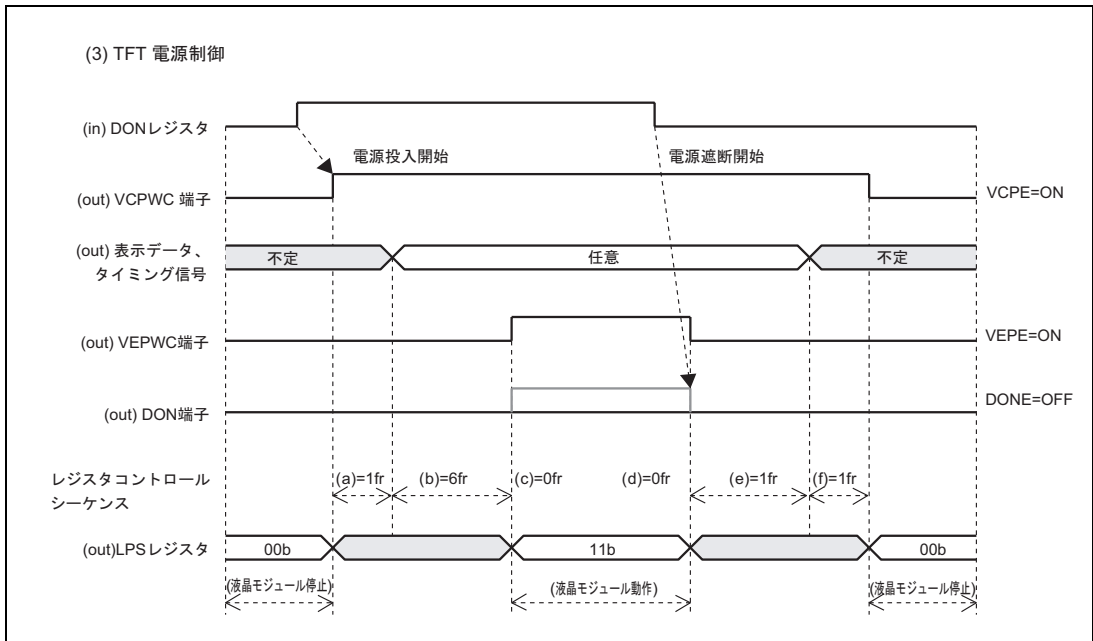 (3) TFT 電源制御
(in) DONレジスタ
電源投入開始
電源遮断開始
(out) VCPWC 端子
VCPE=ON
(out) 表示データ、
タイミング信号
不定
任意
不定
(out) VEPWC端子
VEPE=ON
(out) DON端子
DONE=OFF
レジスタコントロール
シーケンス
(a)=1fr
(b)=6fr
(c)=0fr
(d)=0fr
(e)=1fr
(f)=1fr
(out)LPSレジスタ
00b
11b
00b
(液晶モジュール停止)
(液晶モジュール動作)
(液晶モジュール停止)